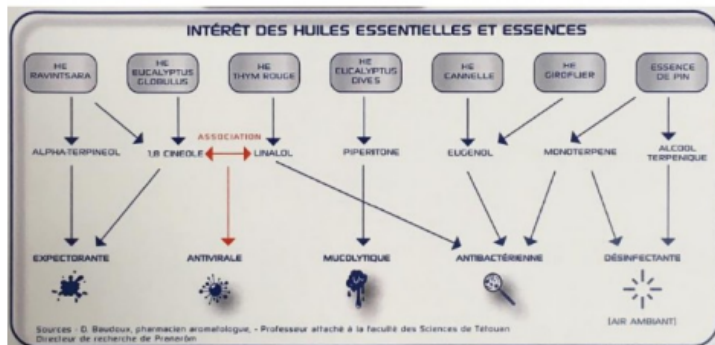 INTÉRÊT DES HUILES ESSENTIELLES ET ESSENCES
HE RAVINTSARA
HE EUCALYPTUS GLOBULUS
HE THYM ROUGE
HE EUCALYPTUS DIVES
HE CANNELLE
HE GIROFLIER
ESSENCE DE PIN
ASSOCIATION
ALPHA-TERPINEOL
1,8 CINEOLE
LINALOL
PIPERITONE
EUGENOL
MONOTERPENE
ALCOOL TERPENIQUE
EXPECTORANTE
ANTIVIRALE
MUCOLYTIQUE
ANTIBACTÉRIENNE
DÉSINFECTANTE
(AIR AMBIANT)
Sources - D. Baudoux, pharmacien aromatologue, - Professeur attaché à la faculté des Sciences de Tétouan
Directeur de recherche de Pranarôm